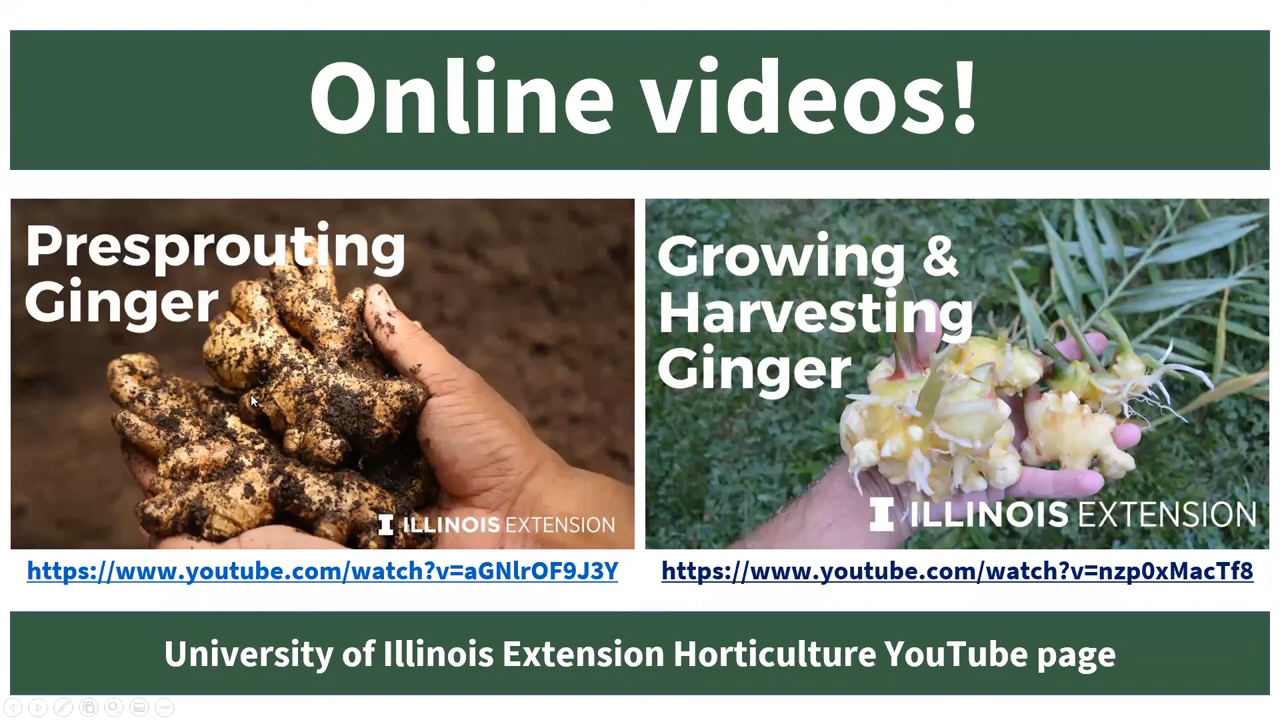 Online videos!
Presprouting
Ginger
ILLINOIS EXTENSION
Growing &
Harvesting
Ginger
ILLINOIS EXTENSION
https://www.youtube.com/watch?v=aGNlrOF9J3Y
https://www.youtube.com/watch?v=nzp0xMacTf8
University of Illinois Extension Horticulture YouTube page